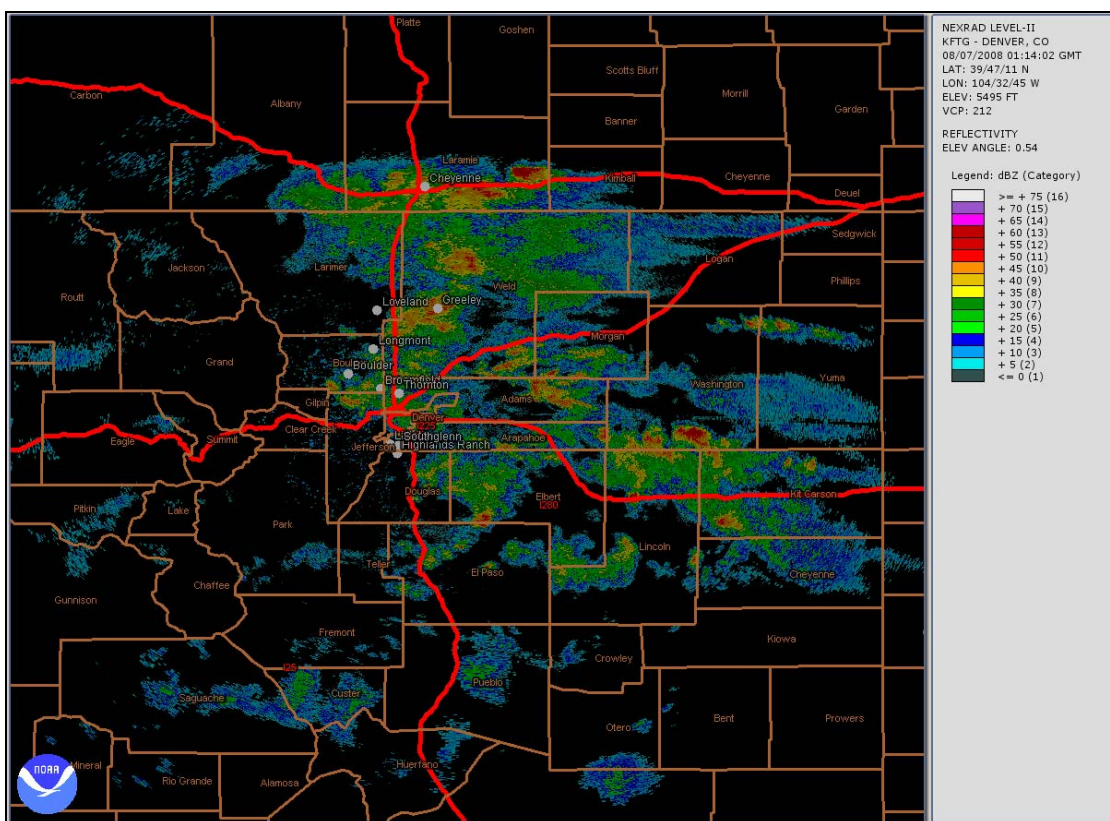 NEXRAD LEVEL-II
KFTG - DENVER, CO
08/07/2008 01:14:02 GMT
LAT: 39/47/11 N
LON: 104/32/45 W
ELEV: 5495 FT
VCP: 212
REFLECTIVITY
ELEV ANGLE: 0.54
Legend: dBZ (Category)
>= + 75 (16)
+ 70 (15)
+ 65 (14)
+ 60 (13)
+ 55 (12)
+ 50 (11)
+ 45 (10)
+ 40 (9)
+ 35 (8)
+ 30 (7)
+ 25 (6)
+ 20 (5)
+ 15 (4)
+ 10 (3)
+ 5 (2)
<= 0 (1)
Platte
Goshen
Scotts Bluff
Carbon
Albany
Morrill
Garden
Banner
Laramie
Cheyenne
Kimball
Cheyenne
Deuel
Sedgwick
Jackson
Larimer
Logan
Routt
Weld
Phillips
Loveland
Greeley
Longmont
Morgan
Grand
Boulder
Washington
Yuma
Thornton
Gilpin
Adams
Denver
I225
Eagle
Summit
Clear Creek
Arapahoe
Southglenn
Jefferson
Highlands Ranch
Douglas
Elbert
I280
Kit Carson
Pitkin
Lake
Park
Lincoln
Teller
El Paso
Cheyenne
Chaffee
Gunnison
Fremont
Kiowa
Crowley
I25
Saguache
Custer
Pueblo
Otero
Bent
Prowers
Mineral
Rio Grande
Alamosa
Huerfano
NOAA